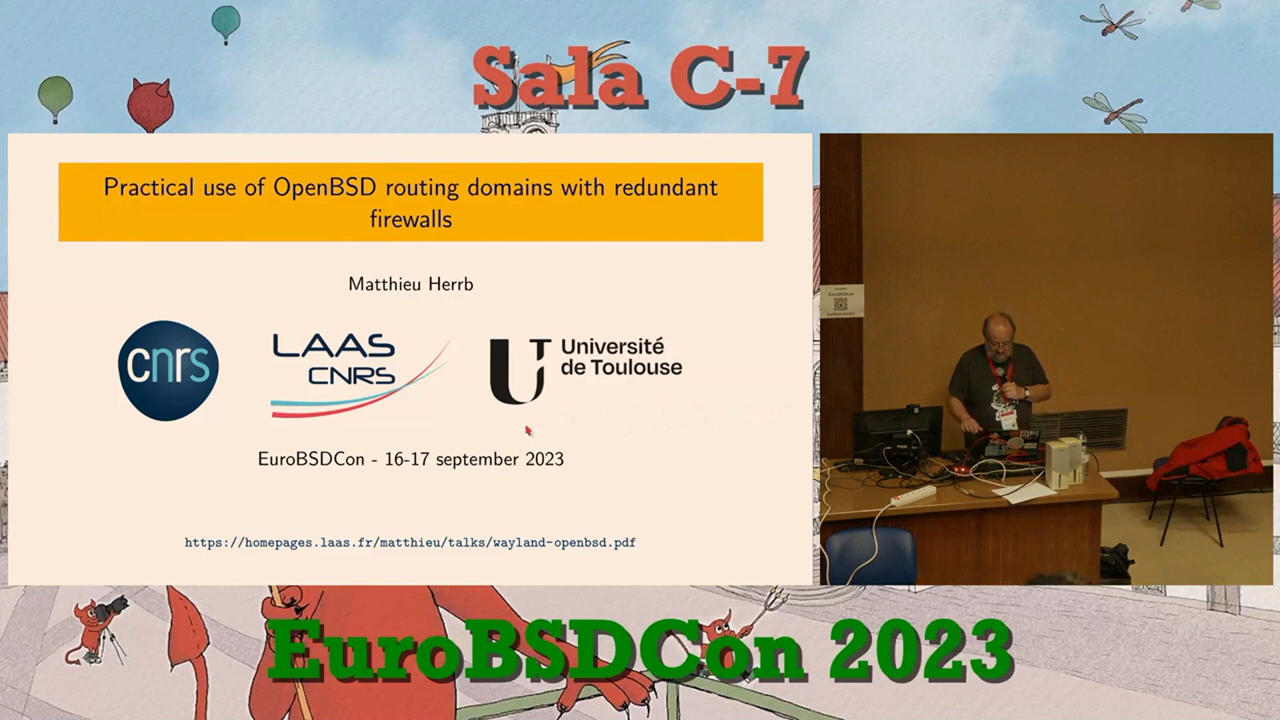 Sala C-7
Practical use of OpenBSD routing domains with redundant
firewalls
Matthieu Herrb
cnrs
LAAS
CNRS
UT
Université
de Toulouse
EuroBSDCon - 16-17 september 2023
https://homepages.laas.fr/matthieu/talks/wayland-openbsd.pdf
EuroBSDCon 2023